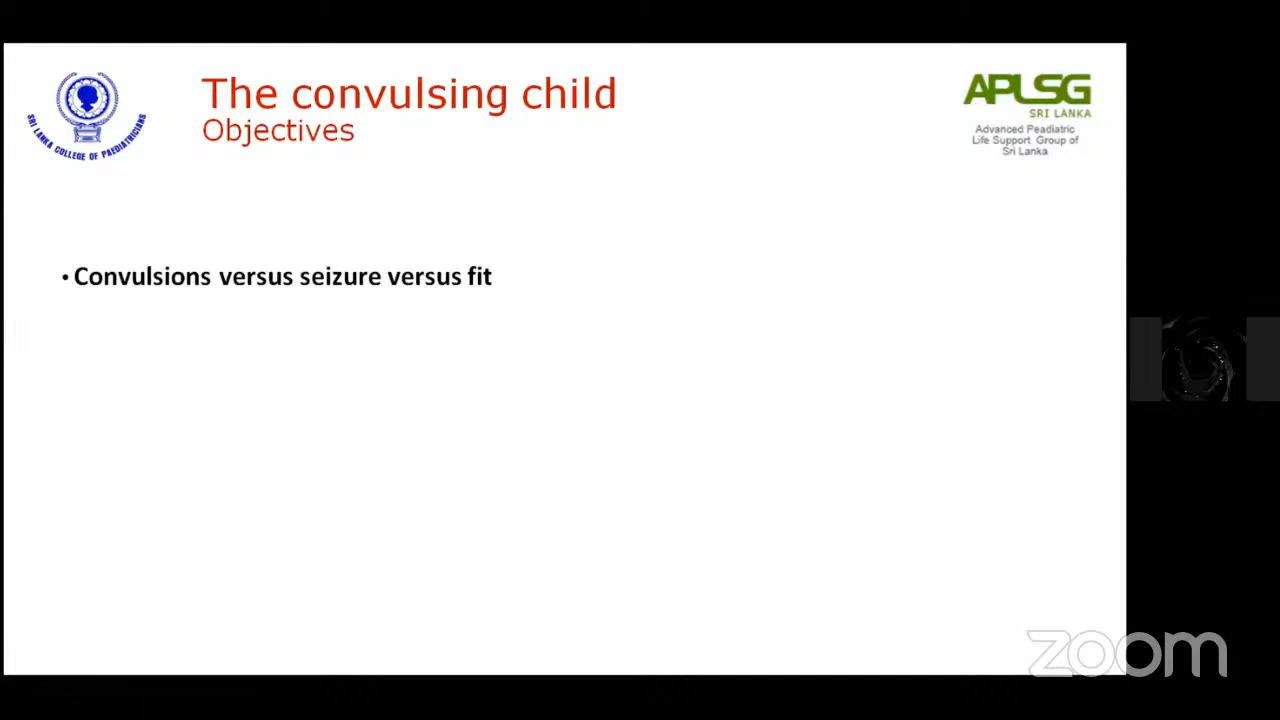 The convulsing child
Objectives
SRI LANKA COLLEGE OF PAEDIATRICIANS
APLSG
SRI LANKA
Advanced Peadiatric
Life Support Group of
Sri Lanka
• Convulsions versus seizure versus fit
zoom